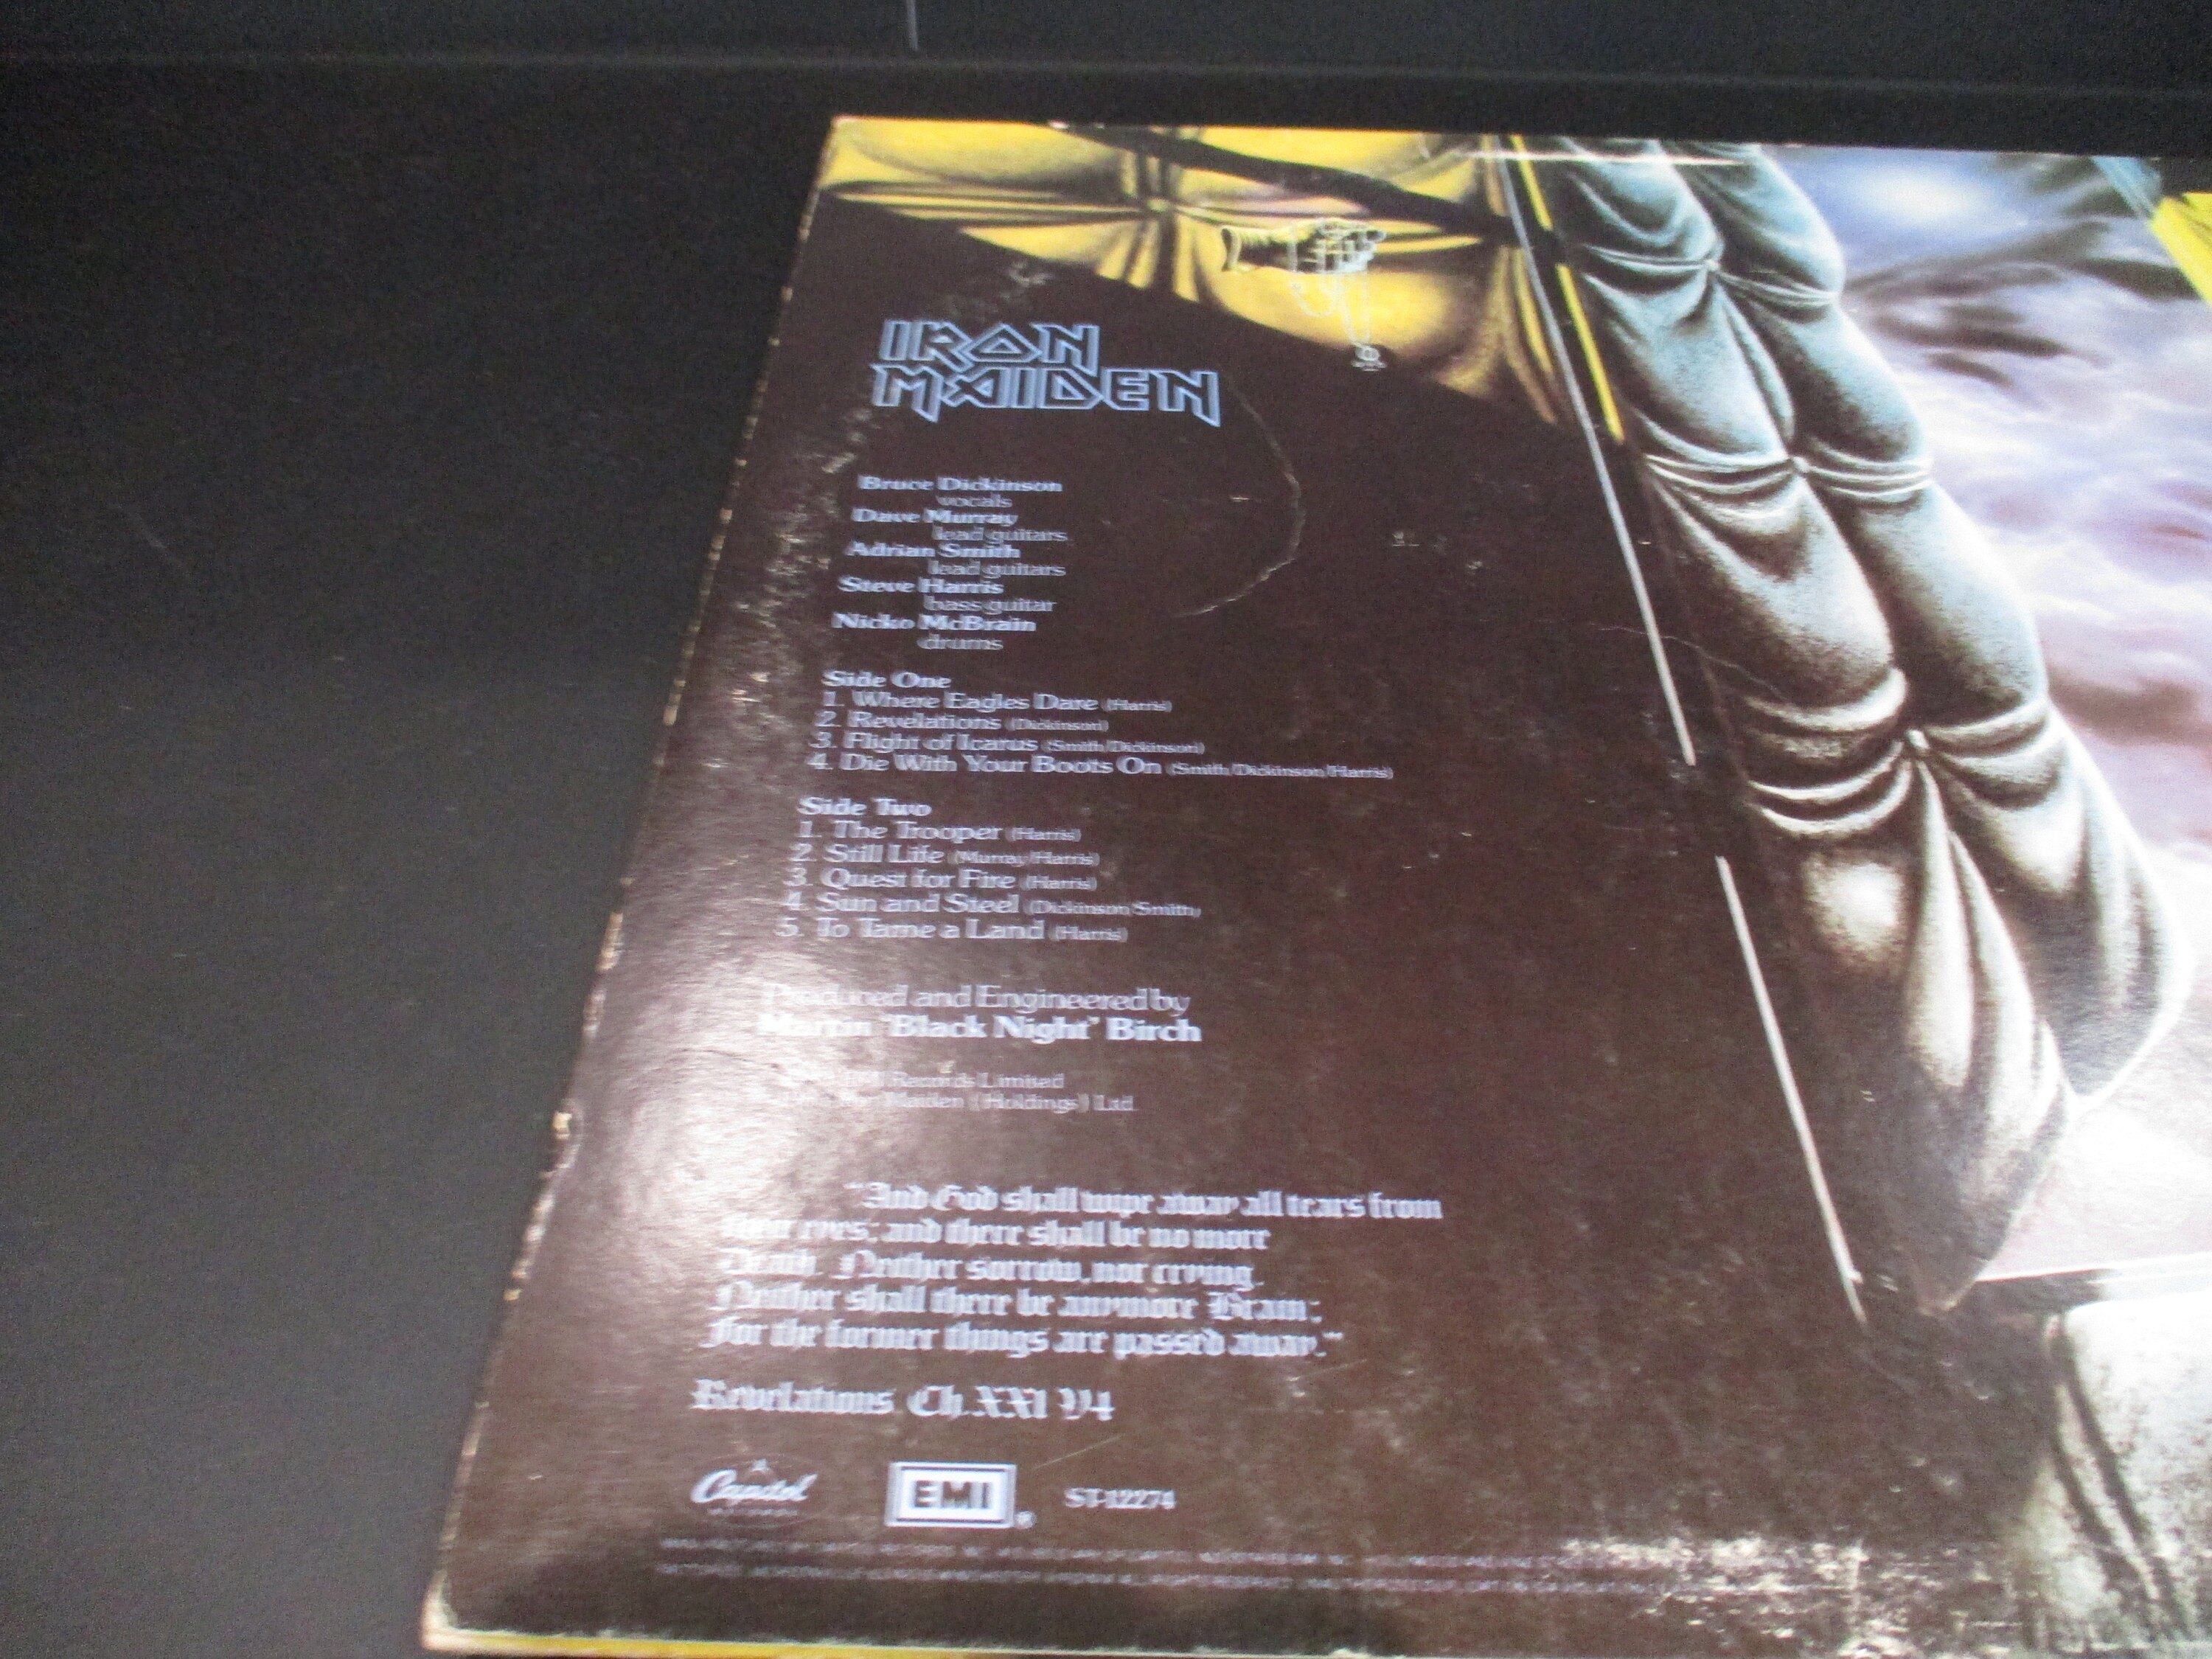 IRON
MAIDEN
Bruce Dickinson
vocals
Dave Murray
lead guitars
Adrian Smith
lead guitars
Steve Harris
bass guitar
Nicko McBrain
drums
Side One
1. Where Eagles Dare (Harris)
2. Revelations (Dickinson)
3. Flight of Icarus (Smith/Dickinson)
4. Die With Your Boots On (Smith/Dickinson/Harris)
Side Two
1. The Trooper (Harris)
2. Still Life (Murray/Harris)
3. Quest for Fire (Harris)
4. Sun and Steel (Dickinson/Smith)
5. To Tame a Land (Harris)
Produced and Engineered by
Martin 'Black Night' Birch
Records Limited
Maiden (Holdings) Ltd.
"And God shall wipe away all tears from
their eyes; and there shall be no more
Death. Neither sorrow, nor crying.
Neither shall there be anymore Brain;
For the former things are passed away."
Revelations Ch. XXI V4
Capitol
EMI
®
ST-12274